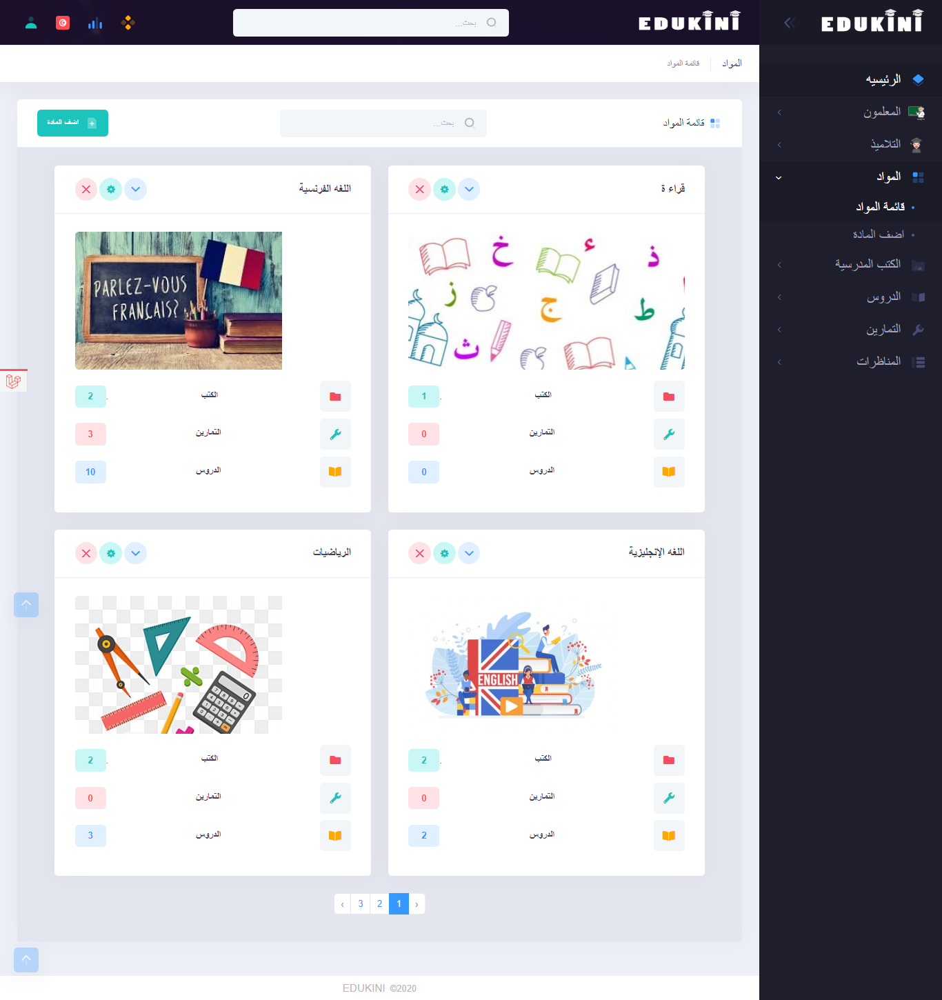 EDUKINI
EDUKINI
بحث...
الرئيسيه
المعلمون
التلاميذ
المواد
قائمة المواد
اضف المادة
الكتب المدرسية
الدروس
التمارين
المناظرات
المواد
قائمة المواد
قائمة المواد
بحث...
اضف المادة
قراء ة
خ
ء
ذ
ز
ج
ط
ث
الكتب
. 1
التمارين
0
الدروس
0
اللغه الفرنسية
PARLEZ-VOUS
FRANÇAIS?
الكتب
. 2
التمارين
3
الدروس
10
اللغه الإنجليزية
ENGLISH
الكتب
. 2
التمارين
0
الدروس
2
الرياضيات
الكتب
. 2
التمارين
0
الدروس
3
‹ 1 2 3 ›
EDUKINI ©2020